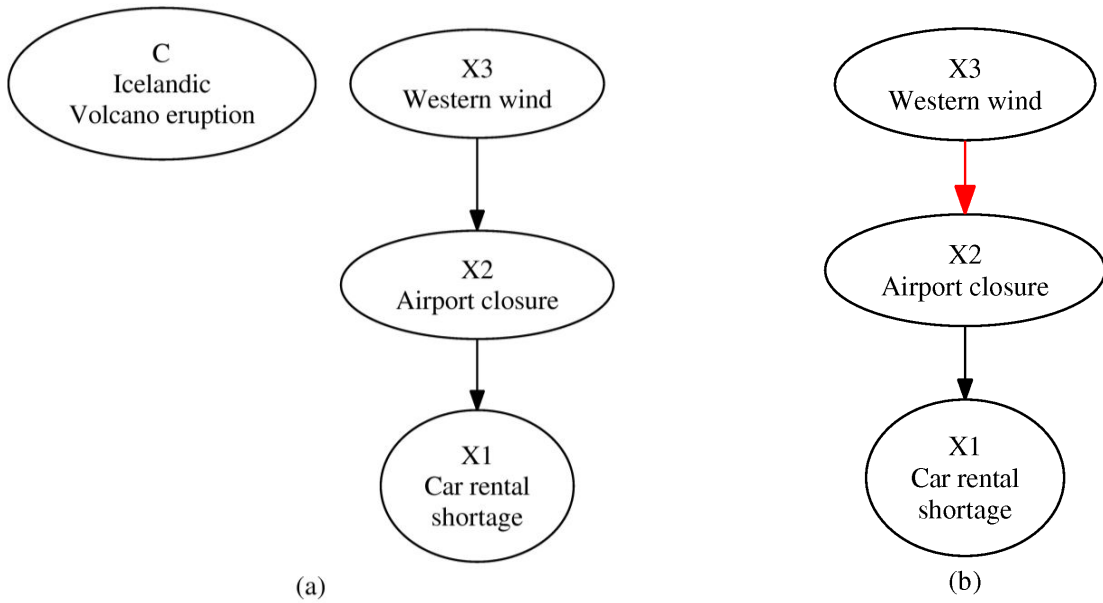 C
Icelandic
Volcano eruption
X3
Western wind
X2
Airport closure
X1
Car rental
shortage
(a)
X3
Western wind
X2
Airport closure
X1
Car rental
shortage
(b)